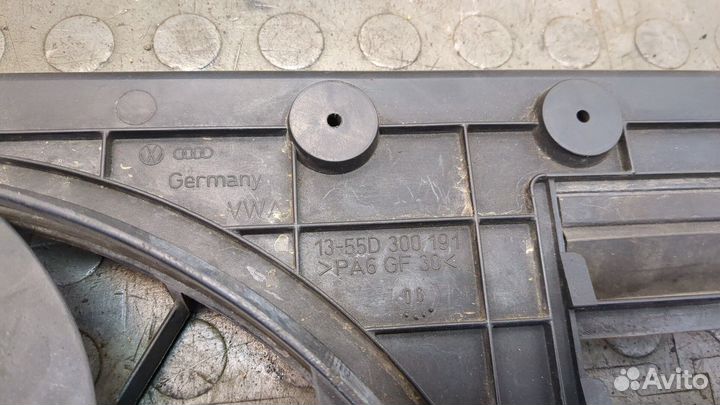 Germany
VW
13-55D 300 191
>PA6 GF 30<
Avito